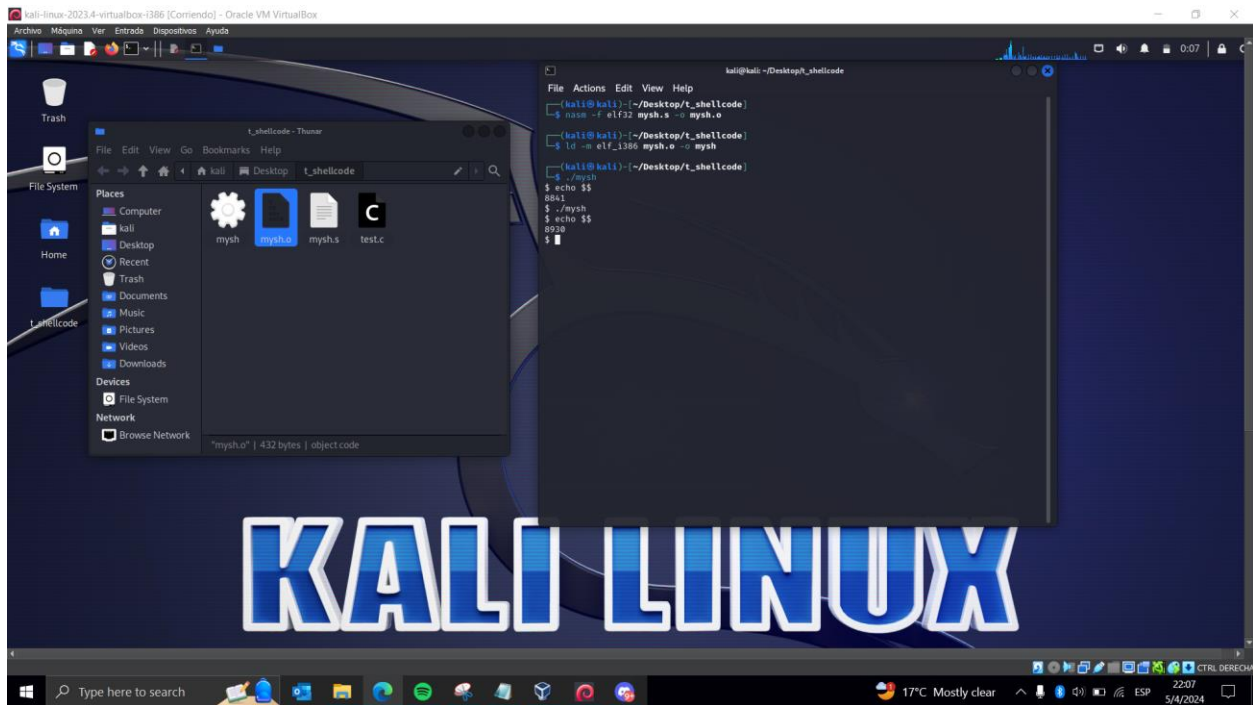 kali-linux-2023.4-virtualbox-i386 [Corriendo] - Oracle VM VirtualBox
Archivo Máquina Ver Entrada Dispositivos Ayuda
0:07
Trash
File System
Home
t_shellcode
t_shellcode - Thunar
File Edit View Go Bookmarks Help
kali Desktop t_shellcode
Places
Computer
kali
Desktop
Recent
Trash
Documents
Music
Pictures
Videos
Downloads
Devices
File System
Network
Browse Network
C
mysh mysh.o mysh.s test.c
"mysh.o" | 432 bytes | object code
kali@kali: ~/Desktop/t_shellcode
File Actions Edit View Help
(kali㉿kali)-[~/Desktop/t_shellcode]
$ nasm -f elf32 mysh.s -o mysh.o
(kali㉿kali)-[~/Desktop/t_shellcode]
$ ld -m elf_i386 mysh.o -o mysh
(kali㉿kali)-[~/Desktop/t_shellcode]
$ ./mysh
$ echo $$
8841
$ ./mysh
$ echo $$
8930
$
KALI LINUX
CTRL DERECHA
Type here to search
17°C Mostly clear
ESP
22:07
5/4/2024